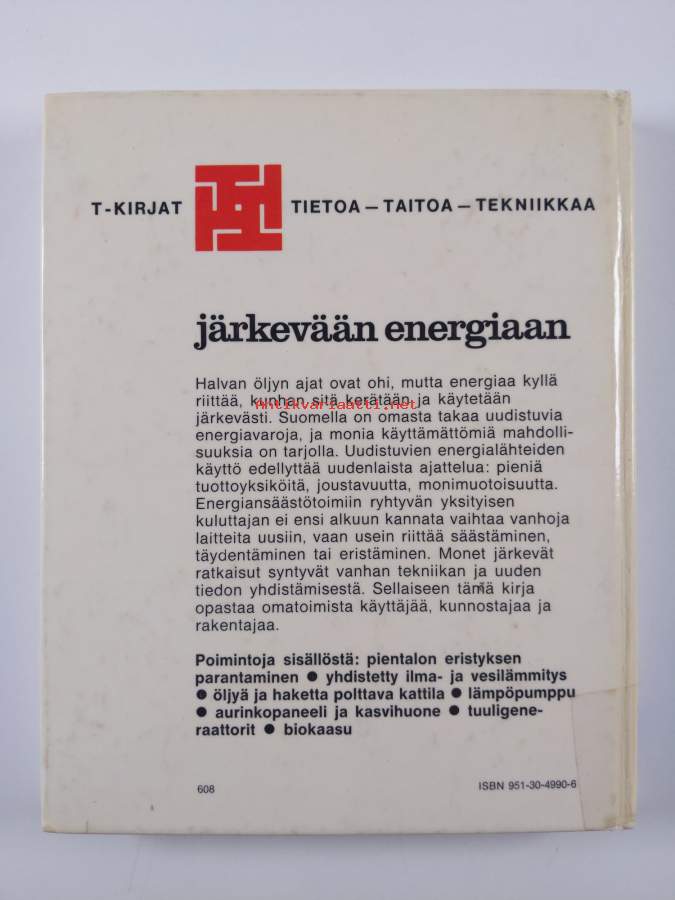 T-KIRJAT TIETOA — TAITOA — TEKNIIKKAA
järkevään energiaan
Halvan öljyn ajat ovat ohi, mutta energiaa kyllä
riittää, kunhan sitä kerätään ja käytetään
Antikvariaatti.net
järkevästi. Suomella on omasta takaa uudistuvia
energiavaroja, ja monia käyttämättömiä mahdolli-
suuksia on tarjolla. Uudistuvien energialähteiden
käyttö edellyttää uudenlaista ajattelua: pieniä
tuottoyksiköitä, joustavuutta, monimuotoisuutta.
Energiansäästötoimiin ryhtyvän yksityisen
kuluttajan ei ensi alkuun kannata vaihtaa vanhoja
laitteita uusiin, vaan usein riittää säästäminen,
täydentäminen tai eristäminen. Monet järkevät
ratkaisut syntyvät vanhan tekniikan ja uuden
tiedon yhdistämisestä. Sellaiseen tämä kirja
opastaa omatoimista käyttäjää, kunnostajaa ja
rakentajaa.
Poimintoja sisällöstä: pientalon eristyksen
parantaminen ● yhdistetty ilma- ja vesilämmitys
● öljyä ja haketta polttava kattila ● lämpöpumppu
● aurinkopaneeli ja kasvihuone ● tuuligene-
raattorit ● biokaasu
608 ISBN 951-30-4990-6